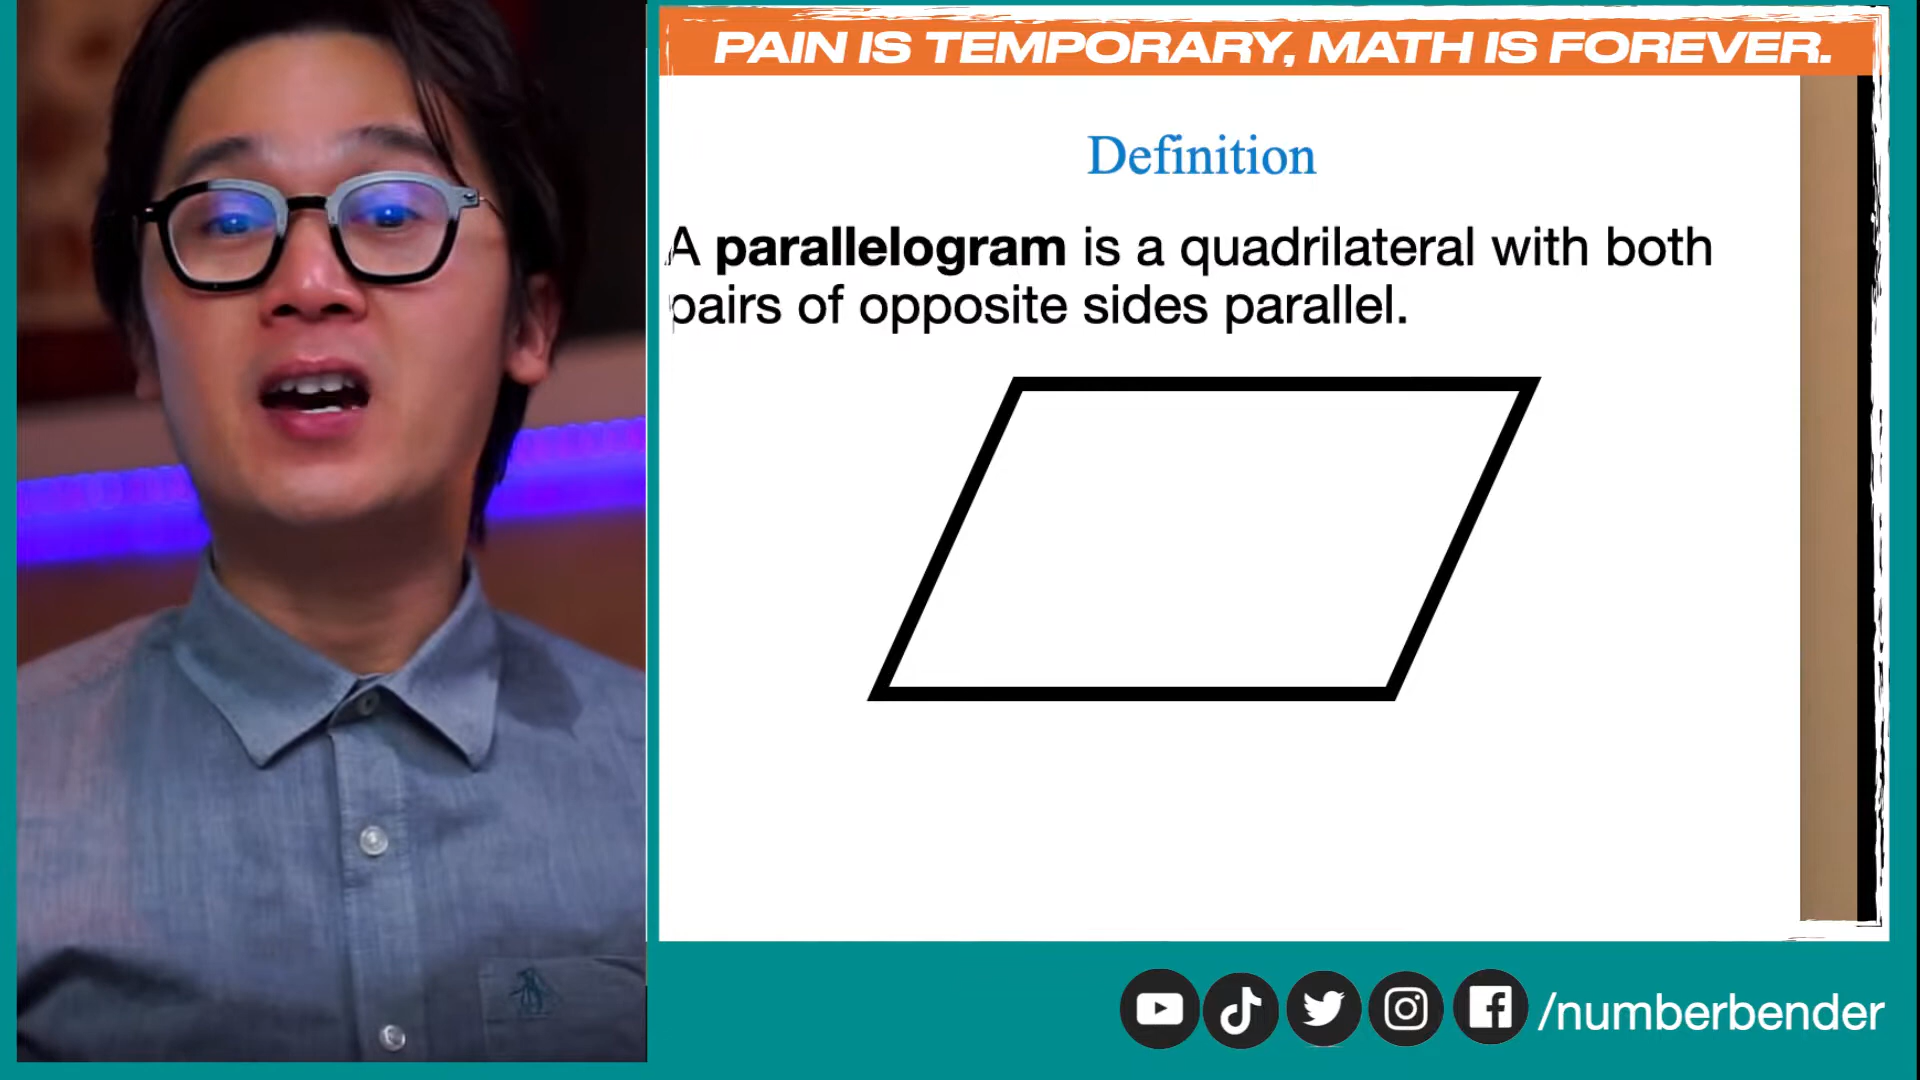 PAIN IS TEMPORARY, MATH IS FOREVER.
Definition
A parallelogram is a quadrilateral with both
pairs of opposite sides parallel.
/numberbender